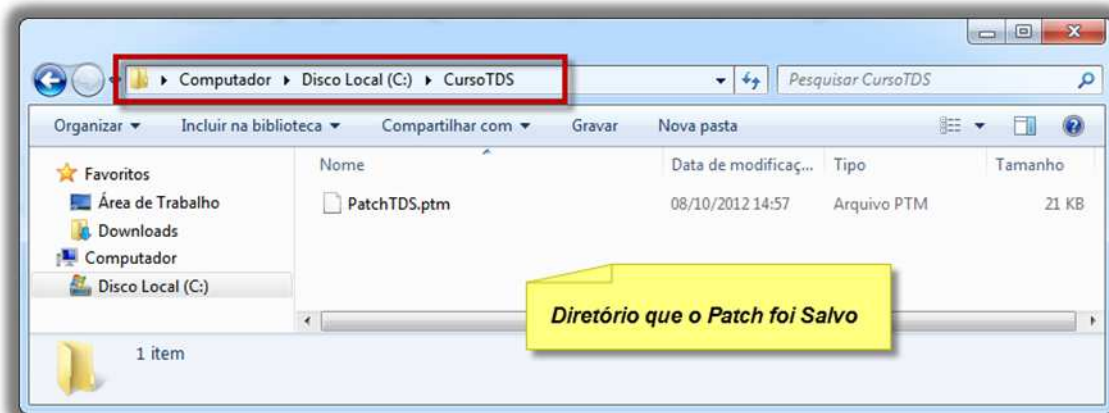 Computador ▸ Disco Local (C:) ▸ CursoTDS
Pesquisar CursoTDS
Organizar ▾ Incluir na biblioteca ▾ Compartilhar com ▾ Gravar Nova pasta
Favoritos
Área de Trabalho
Downloads
Computador
Disco Local (C:)
Nome Data de modificaç... Tipo Tamanho
PatchTDS.ptm 08/10/2012 14:57 Arquivo PTM 21 KB
Diretório que o Patch foi Salvo
1 item